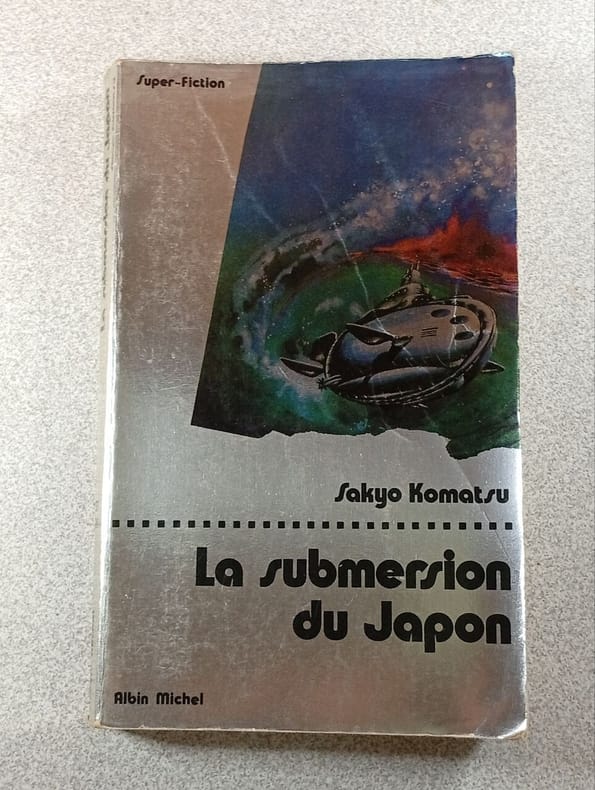 Super-Fiction
Sakyo Komatsu
La submersion
du Japon
Albin Michel